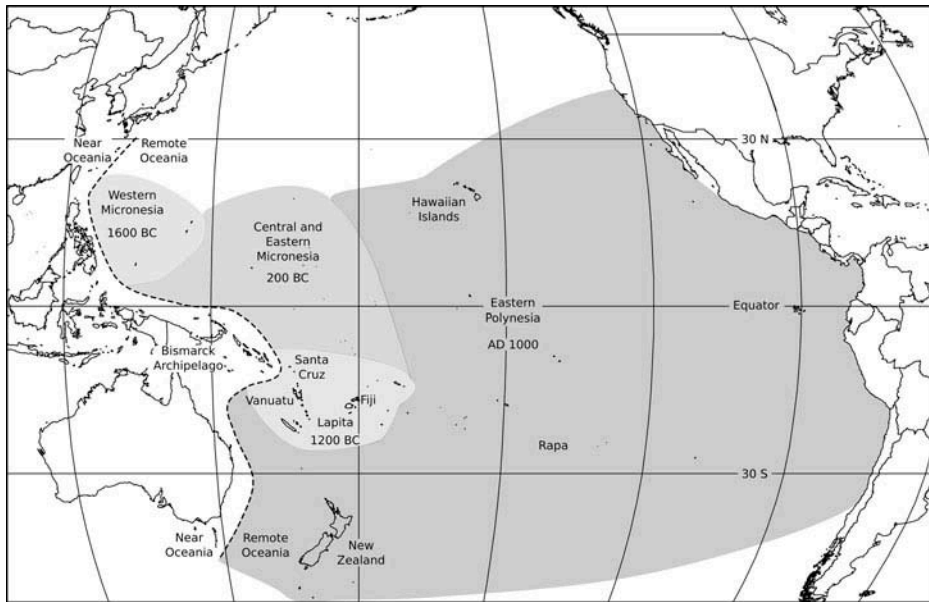 30 N
Near
Oceania
Remote
Oceania
Western
Micronesia
1600 BC
Hawaiian
Islands
Central and
Eastern
Micronesia
200 BC
Eastern
Polynesia
AD 1000
Equator
Bismarck
Archipelago
Santa
Cruz
Vanuatu
Fiji
Lapita
1200 BC
Rapa
30 S
Near
Oceania
Remote
Oceania
New
Zealand